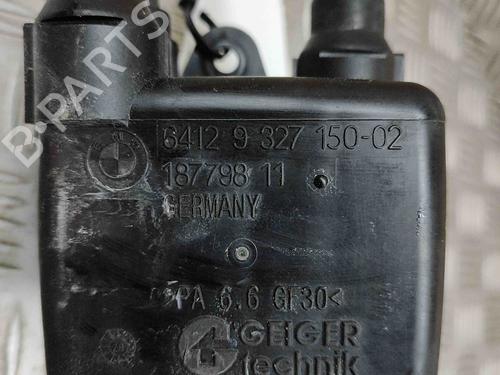 B-PARTS
6412 9 327 150-02
187798 11
GERMANY
PA 6.6 GF30<
GEIGER
technik